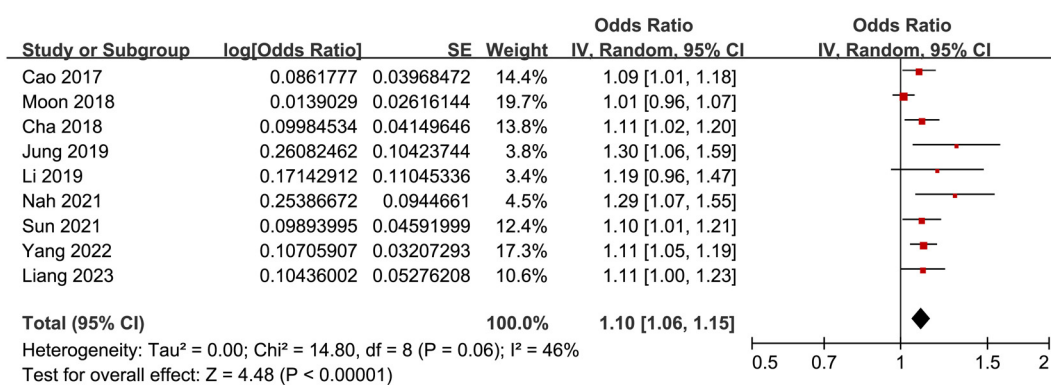 Odds Ratio Odds Ratio
Study or Subgroup log[Odds Ratio] SE Weight IV, Random, 95% CI IV, Random, 95% CI
Cao 2017 0.0861777 0.03968472 14.4% 1.09 [1.01, 1.18]
Moon 2018 0.0139029 0.02616144 19.7% 1.01 [0.96, 1.07]
Cha 2018 0.09984534 0.04149646 13.8% 1.11 [1.02, 1.20]
Jung 2019 0.26082462 0.10423744 3.8% 1.30 [1.06, 1.59]
Li 2019 0.17142912 0.11045336 3.4% 1.19 [0.96, 1.47]
Nah 2021 0.25386672 0.0944661 4.5% 1.29 [1.07, 1.55]
Sun 2021 0.09893995 0.04591999 12.4% 1.10 [1.01, 1.21]
Yang 2022 0.10705907 0.03207293 17.3% 1.11 [1.05, 1.19]
Liang 2023 0.10436002 0.05276208 10.6% 1.11 [1.00, 1.23]
Total (95% CI) 100.0% 1.10 [1.06, 1.15]
Heterogeneity: Tau² = 0.00; Chi² = 14.80, df = 8 (P = 0.06); I² = 46%
Test for overall effect: Z = 4.48 (P < 0.00001)
0.5 0.7 1 1.5 2